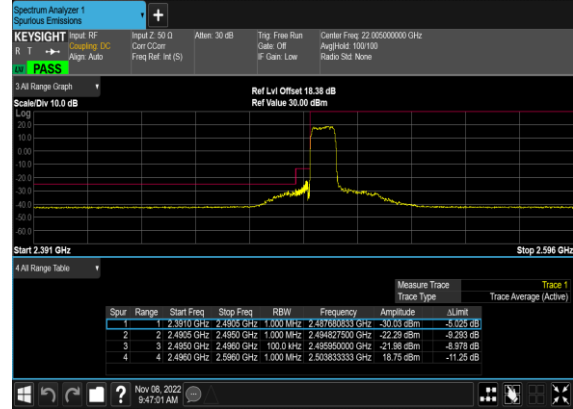 Spectrum Analyzer 1
Spurious Emissions
KEYSIGHT Input: RF Input Z: 50 Ω Atten: 30 dB Trig: Free Run Center Freq: 22.005000000 GHz
R T Coupling: DC Corr CCorr Gate: Off Avg|Hold: 100/100
Align: Auto Freq Ref: Int (S) IF Gain: Low Radio Std: None
PASS
3 All Range Graph
Ref Lvl Offset 18.38 dB
Scale/Div 10.0 dB Ref Value 30.00 dBm
Log
20.0
10.0
0.00
-10.0
-20.0
-30.0
-40.0
-50.0
-60.0
Start 2.391 GHz Stop 2.596 GHz
4 All Range Table
Measure Trace Trace 1
Trace Type Trace Average (Active)
Spur Range Start Freq Stop Freq RBW Frequency Amplitude ΔLimit
1 1 2.3910 GHz 2.4905 GHz 1.000 MHz 2.487680833 GHz -30.03 dBm -5.025 dB
2 2 2.4905 GHz 2.4950 GHz 1.000 MHz 2.494827500 GHz -22.29 dBm -9.293 dB
3 3 2.4950 GHz 2.4960 GHz 100.0 kHz 2.495950000 GHz -21.98 dBm -8.978 dB
4 4 2.4960 GHz 2.5960 GHz 1.000 MHz 2.503833333 GHz 18.75 dBm -11.25 dB
Nov 08, 2022
9:47:01 AM